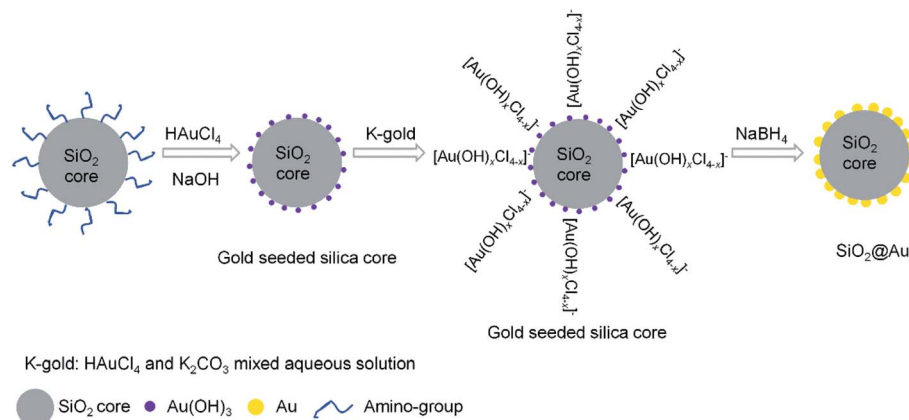 SiO₂
core
HAuCl₄
NaOH
SiO₂
core
Gold seeded silica core
K-gold
[Au(OH)ₓCl₄₋ₓ]⁻
[Au(OH)ₓCl₄₋ₓ]⁻
[Au(OH)ₓCl₄₋ₓ]⁻
[Au(OH)ₓCl₄₋ₓ]⁻
SiO₂
core
[Au(OH)ₓCl₄₋ₓ]⁻
[Au(OH)ₓCl₄₋ₓ]⁻
[Au(OH)ₓCl₄₋ₓ]⁻
[Au(OH)ₓCl₄₋ₓ]⁻
Gold seeded silica core
NaBH₄
SiO₂
core
SiO₂@Au
K-gold: HAuCl₄ and K₂CO₃ mixed aqueous solution
SiO₂ core Au(OH)₃ Au Amino-group